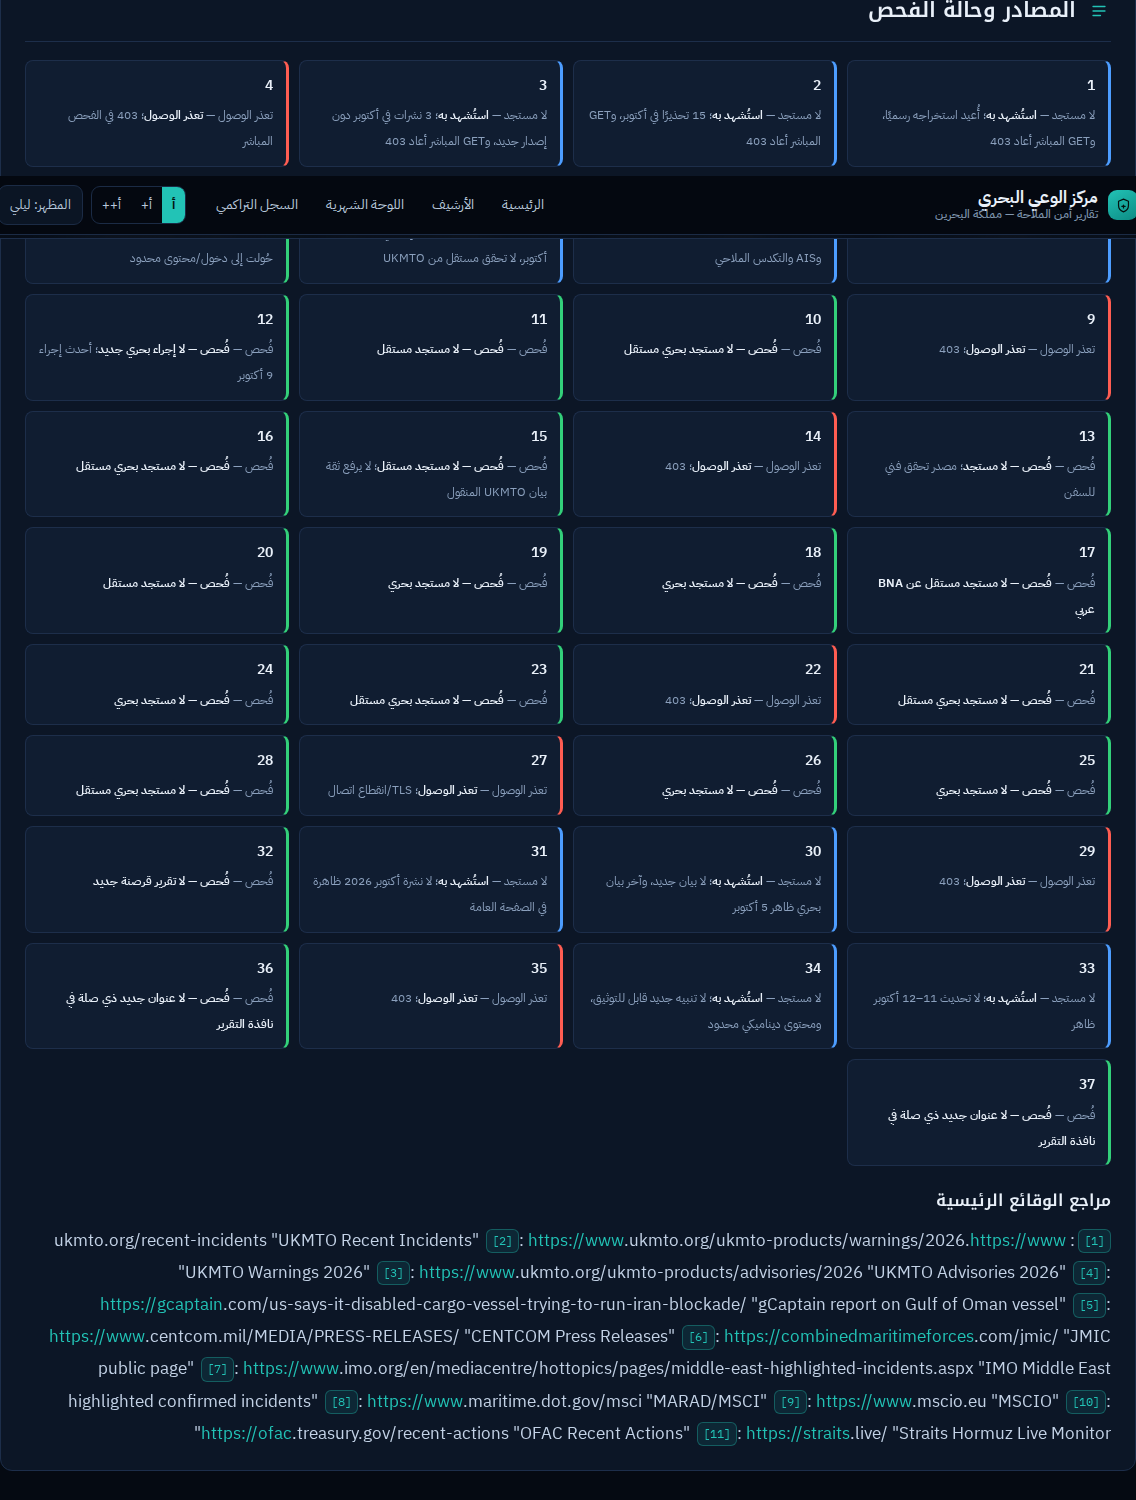 المصادر وحالة الفحص
1
لا مستجد — استُشهد به؛ أُعيد استخراجه رسميًا،
وGET المباشر أعاد 403
2
لا مستجد — استُشهد به؛ 15 تحذيرًا في أكتوبر، وGET
المباشر أعاد 403
3
لا مستجد — استُشهد به؛ 3 نشرات في أكتوبر دون
إصدار جديد، وGET المباشر أعاد 403
4
تعذر الوصول — تعذر الوصول؛ 403 في الفحص
المباشر
مركز الوعي البحري
تقارير أمن الملاحة — مملكة البحرين
الرئيسية
الأرشيف
اللوحة الشهرية
السجل التراكمي
أ
أ+
أ++
المظهر: ليلي
وAIS والتكدس الملاحي
أكتوبر، لا تحقق مستقل من UKMTO
حُولت إلى دخول/محتوى محدود
9
تعذر الوصول — تعذر الوصول؛ 403
10
فُحص — فُحص — لا مستجد بحري مستقل
11
فُحص — فُحص — لا مستجد مستقل
12
فُحص — فُحص — لا إجراء بحري جديد؛ أحدث إجراء
9 أكتوبر
13
فُحص — فُحص — لا مستجد؛ مصدر تحقق فني
للسفن
14
تعذر الوصول — تعذر الوصول؛ 403
15
فُحص — فُحص — لا مستجد مستقل؛ لا يرفع ثقة
بيان UKMTO المنقول
16
فُحص — فُحص — لا مستجد بحري مستقل
17
فُحص — فُحص — لا مستجد مستقل عن BNA
عربي
18
فُحص — فُحص — لا مستجد بحري
19
فُحص — فُحص — لا مستجد بحري
20
فُحص — فُحص — لا مستجد مستقل
21
فُحص — فُحص — لا مستجد بحري مستقل
22
تعذر الوصول — تعذر الوصول؛ 403
23
فُحص — فُحص — لا مستجد بحري مستقل
24
فُحص — فُحص — لا مستجد بحري
25
فُحص — فُحص — لا مستجد بحري
26
فُحص — فُحص — لا مستجد بحري
27
تعذر الوصول — تعذر الوصول؛ TLS/انقطاع اتصال
28
فُحص — فُحص — لا مستجد بحري مستقل
29
تعذر الوصول — تعذر الوصول؛ 403
30
لا مستجد — استُشهد به؛ لا بيان جديد، وآخر بيان
بحري ظاهر 5 أكتوبر
31
لا مستجد — استُشهد به؛ لا نشرة أكتوبر 2026 ظاهرة
في الصفحة العامة
32
فُحص — فُحص — لا تقرير قرصنة جديد
33
لا مستجد — استُشهد به؛ لا تحديث 11–12 أكتوبر
ظاهر
34
لا مستجد — استُشهد به؛ لا تنبيه جديد قابل للتوثيق،
ومحتوى ديناميكي محدود
35
تعذر الوصول — تعذر الوصول؛ 403
36
فُحص — فُحص — لا عنوان جديد ذي صلة في
نافذة التقرير
37
فُحص — فُحص — لا عنوان جديد ذي صلة في
نافذة التقرير
مراجع الوقائع الرئيسية
[1] : https://www.ukmto.org/recent-incidents "UKMTO Recent Incidents" [2]: https://www.ukmto.org/ukmto-products/warnings/2026
"UKMTO Warnings 2026" [3]: https://www.ukmto.org/ukmto-products/advisories/2026 "UKMTO Advisories 2026" [4]:
https://gcaptain.com/us-says-it-disabled-cargo-vessel-trying-to-run-iran-blockade/ "gCaptain report on Gulf of Oman vessel" [5]:
https://www.centcom.mil/MEDIA/PRESS-RELEASES/ "CENTCOM Press Releases" [6]: https://combinedmaritimeforces.com/jmic/ "JMIC
public page" [7]: https://www.imo.org/en/mediacentre/hottopics/pages/middle-east-highlighted-incidents.aspx "IMO Middle East
highlighted confirmed incidents" [8]: https://www.maritime.dot.gov/msci "MARAD/MSCI" [9]: https://www.mscio.eu "MSCIO" [10]:
https://ofac.treasury.gov/recent-actions "OFAC Recent Actions" [11]: https://straits.live/ "Straits Hormuz Live Monitor"